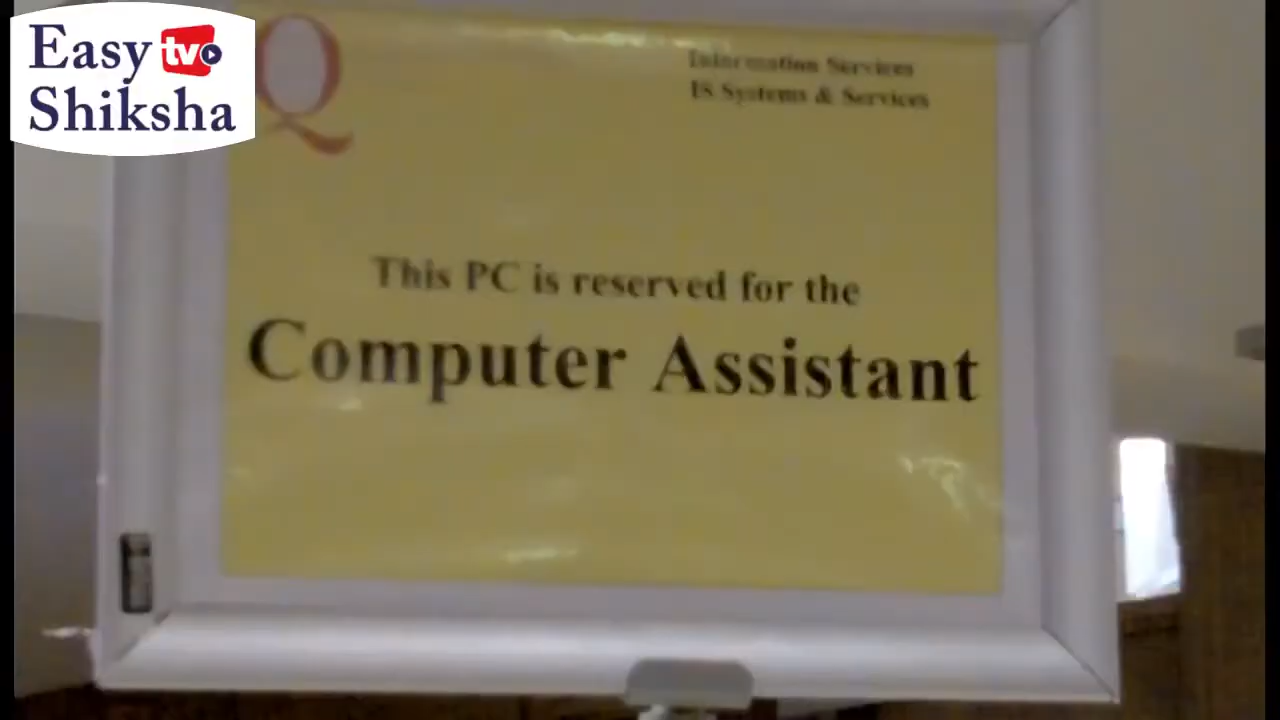 Easy tv
Shiksha
Q
Information Services
IS Systems & Services
This PC is reserved for the
Computer Assistant